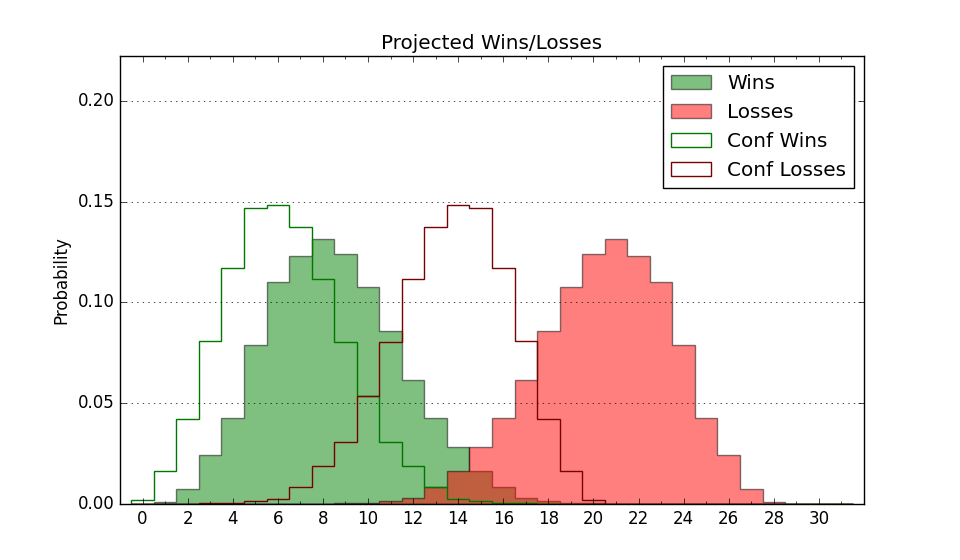 Projected Wins/Losses
Wins
Losses
Conf Wins
Conf Losses
Probability
0.20
0.15
0.10
0.05
0.00
0 2 4 6 8 10 12 14 16 18 20 22 24 26 28 30